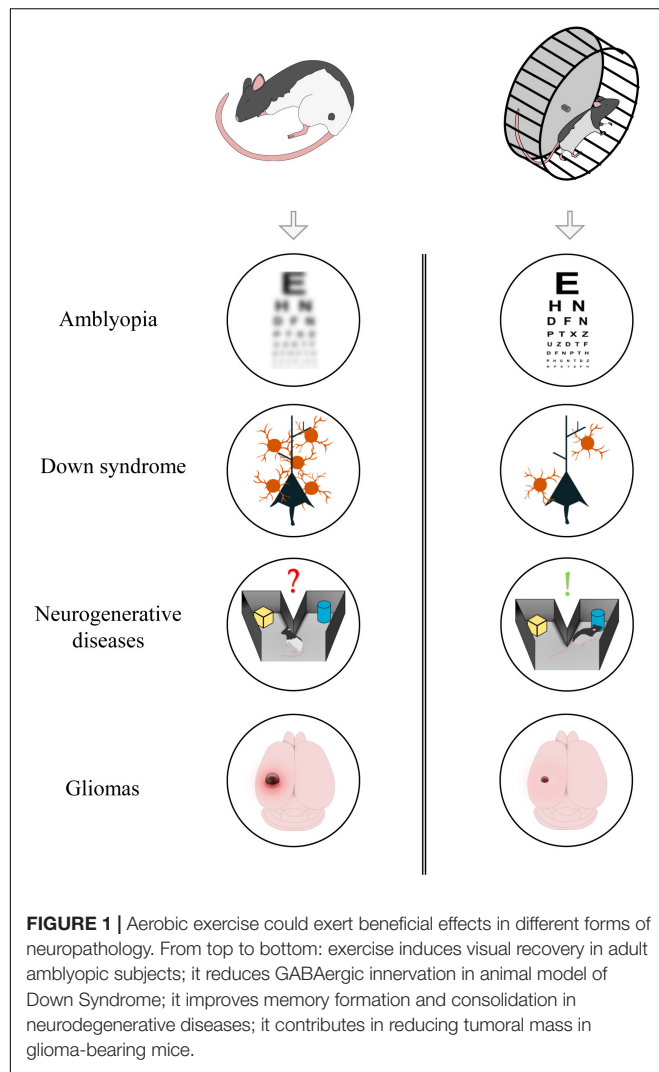 Amblyopia
E
H N
D F N
P T X Z
E
H N
D F N
P T X Z
U Z D T F
D F N P T H
P H U N T D Z
Down syndrome
?
!
Neurogenerative
diseases
Gliomas
FIGURE 1 | Aerobic exercise could exert beneficial effects in different forms of
neuropathology. From top to bottom: exercise induces visual recovery in adult
amblyopic subjects; it reduces GABAergic innervation in animal model of
Down Syndrome; it improves memory formation and consolidation in
neurodegenerative diseases; it contributes in reducing tumoral mass in
glioma-bearing mice.